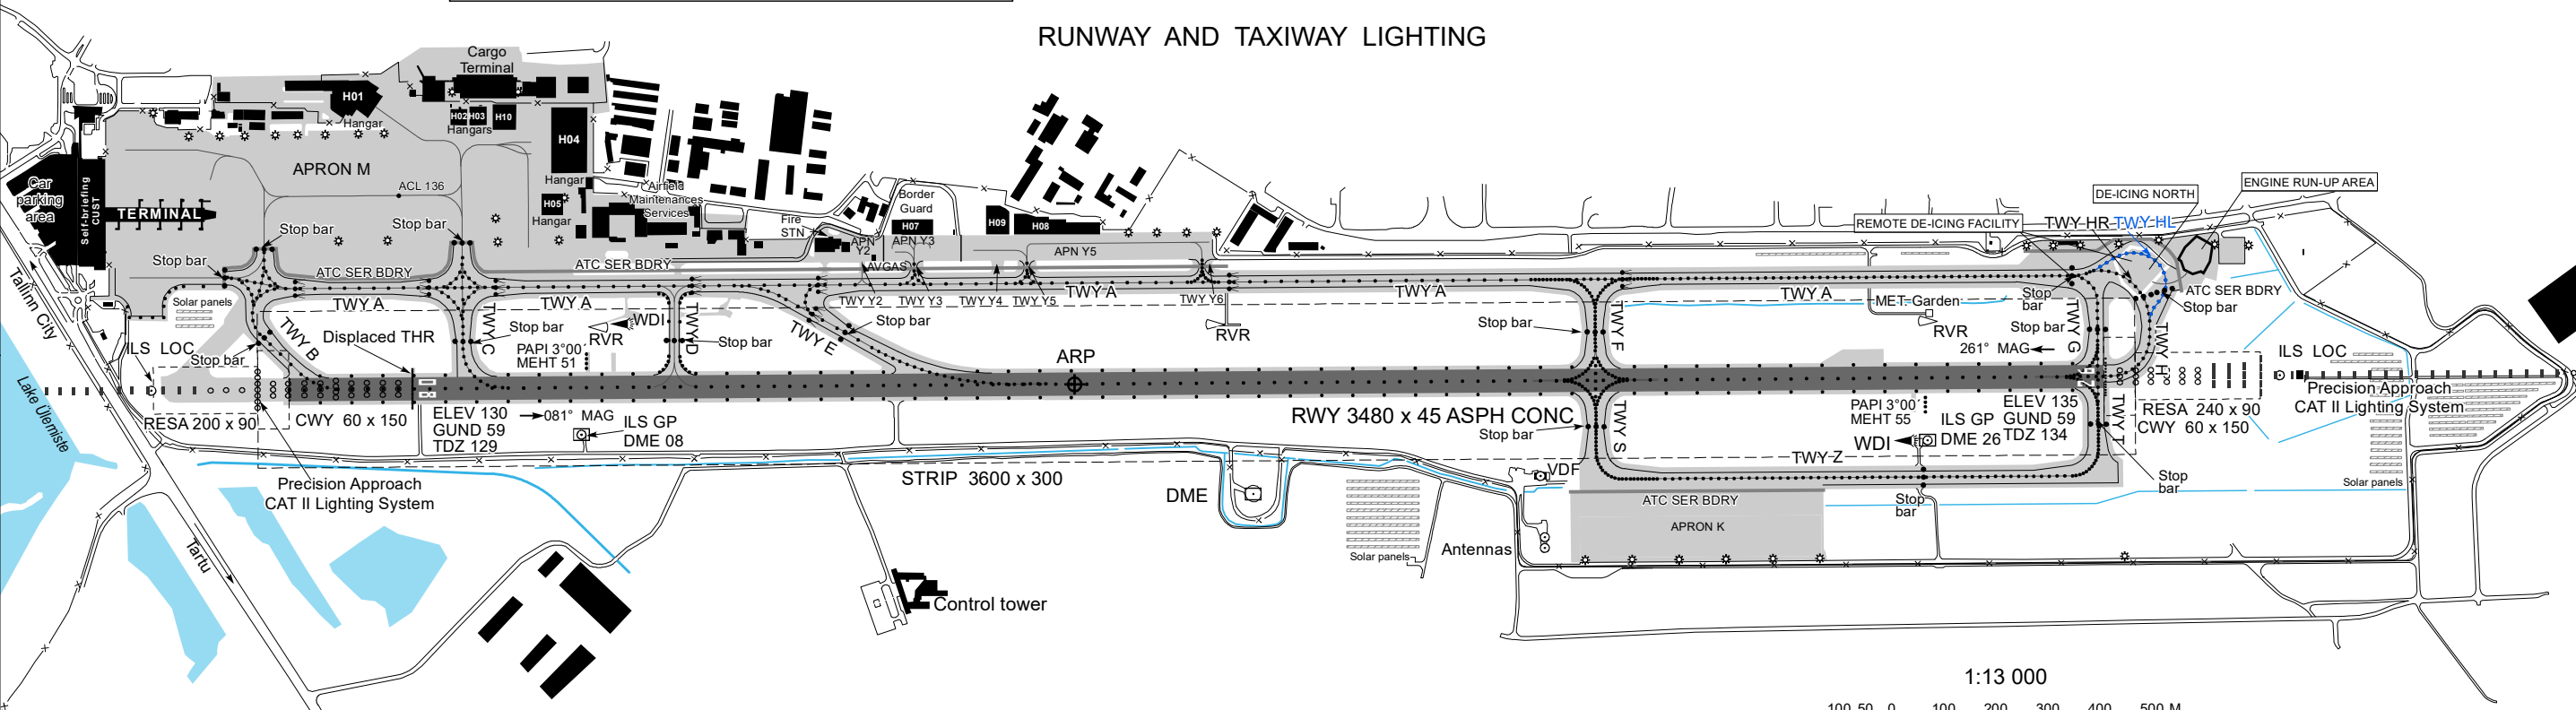 RUNWAY AND TAXIWAY LIGHTING
Cargo
Terminal
H01
Hangar
H02
H03
H10
Hangars
H04
Hangar
H05
Hangar
APRON M
ACL 136
Car
parking
area
Self-briefing
CUST
TERMINAL
Airfield
Maintenances
Services
Fire
STN
Border
Guard
H07
H09
H08
APN
Y2
APN Y3
APN Y5
AVGAS
Stop bar
Stop bar
Stop bar
ATC SER BDRY
ATC SER BDRY
Solar panels
TWY A
TWY A
TWY A
TWY A
TWY A
TWY Y2
TWY Y3
TWY Y4
TWY Y5
TWY Y6
DE-ICING NORTH
ENGINE RUN-UP AREA
REMOTE DE-ICING FACILITY
TWY HR
TWY HL
ATC SER BDRY
Stop
bar
Stop bar
MET Garden
RVR
Stop bar
261° MAG
TWY G
TWY H
Tallinn City
ILS LOC
Stop bar
TWY B
Displaced THR
TWY C
Stop bar
PAPI 3°00´
MEHT 51
RVR
WDI
TWY D
Stop bar
TWY E
Stop bar
RVR
ARP
Stop bar
TWY F
ILS LOC
Precision Approach
CAT II Lighting System
Lake Ülemiste
08
RESA 200 x 90
CWY 60 x 150
ELEV 130
GUND 59
TDZ 129
081° MAG
ILS GP
DME 08
RWY 3480 x 45 ASPH CONC
Stop bar
TWY S
PAPI 3°00´
MEHT 55
WDI
ILS GP
DME 26
ELEV 135
GUND 59
TDZ 134
TWY T
RESA 240 x 90
CWY 60 x 150
Precision Approach
CAT II Lighting System
STRIP 3600 x 300
DME
VDF
TWY Z
Stop
bar
Stop
bar
ATC SER BDRY
APRON K
Solar panels
Solar panels
Antennas
Tartu
Control tower
1:13 000
100 50 0 100 200 300 400 500 M